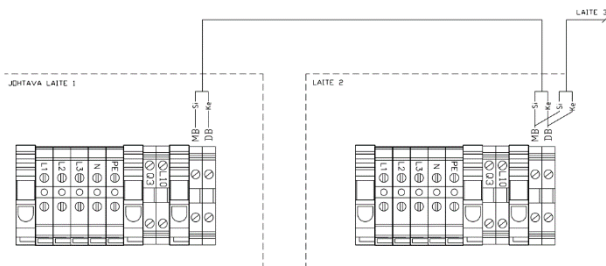 LAITE 3
JOHTAVA LAITE 1
LAITE 2
Si
Ke
Si
Ke
Si
Ke
MB
DB
MB
DB
L1
L2
L3
N
PE
Q3
L10
L1
L2
L3
N
PE
Q3
L10